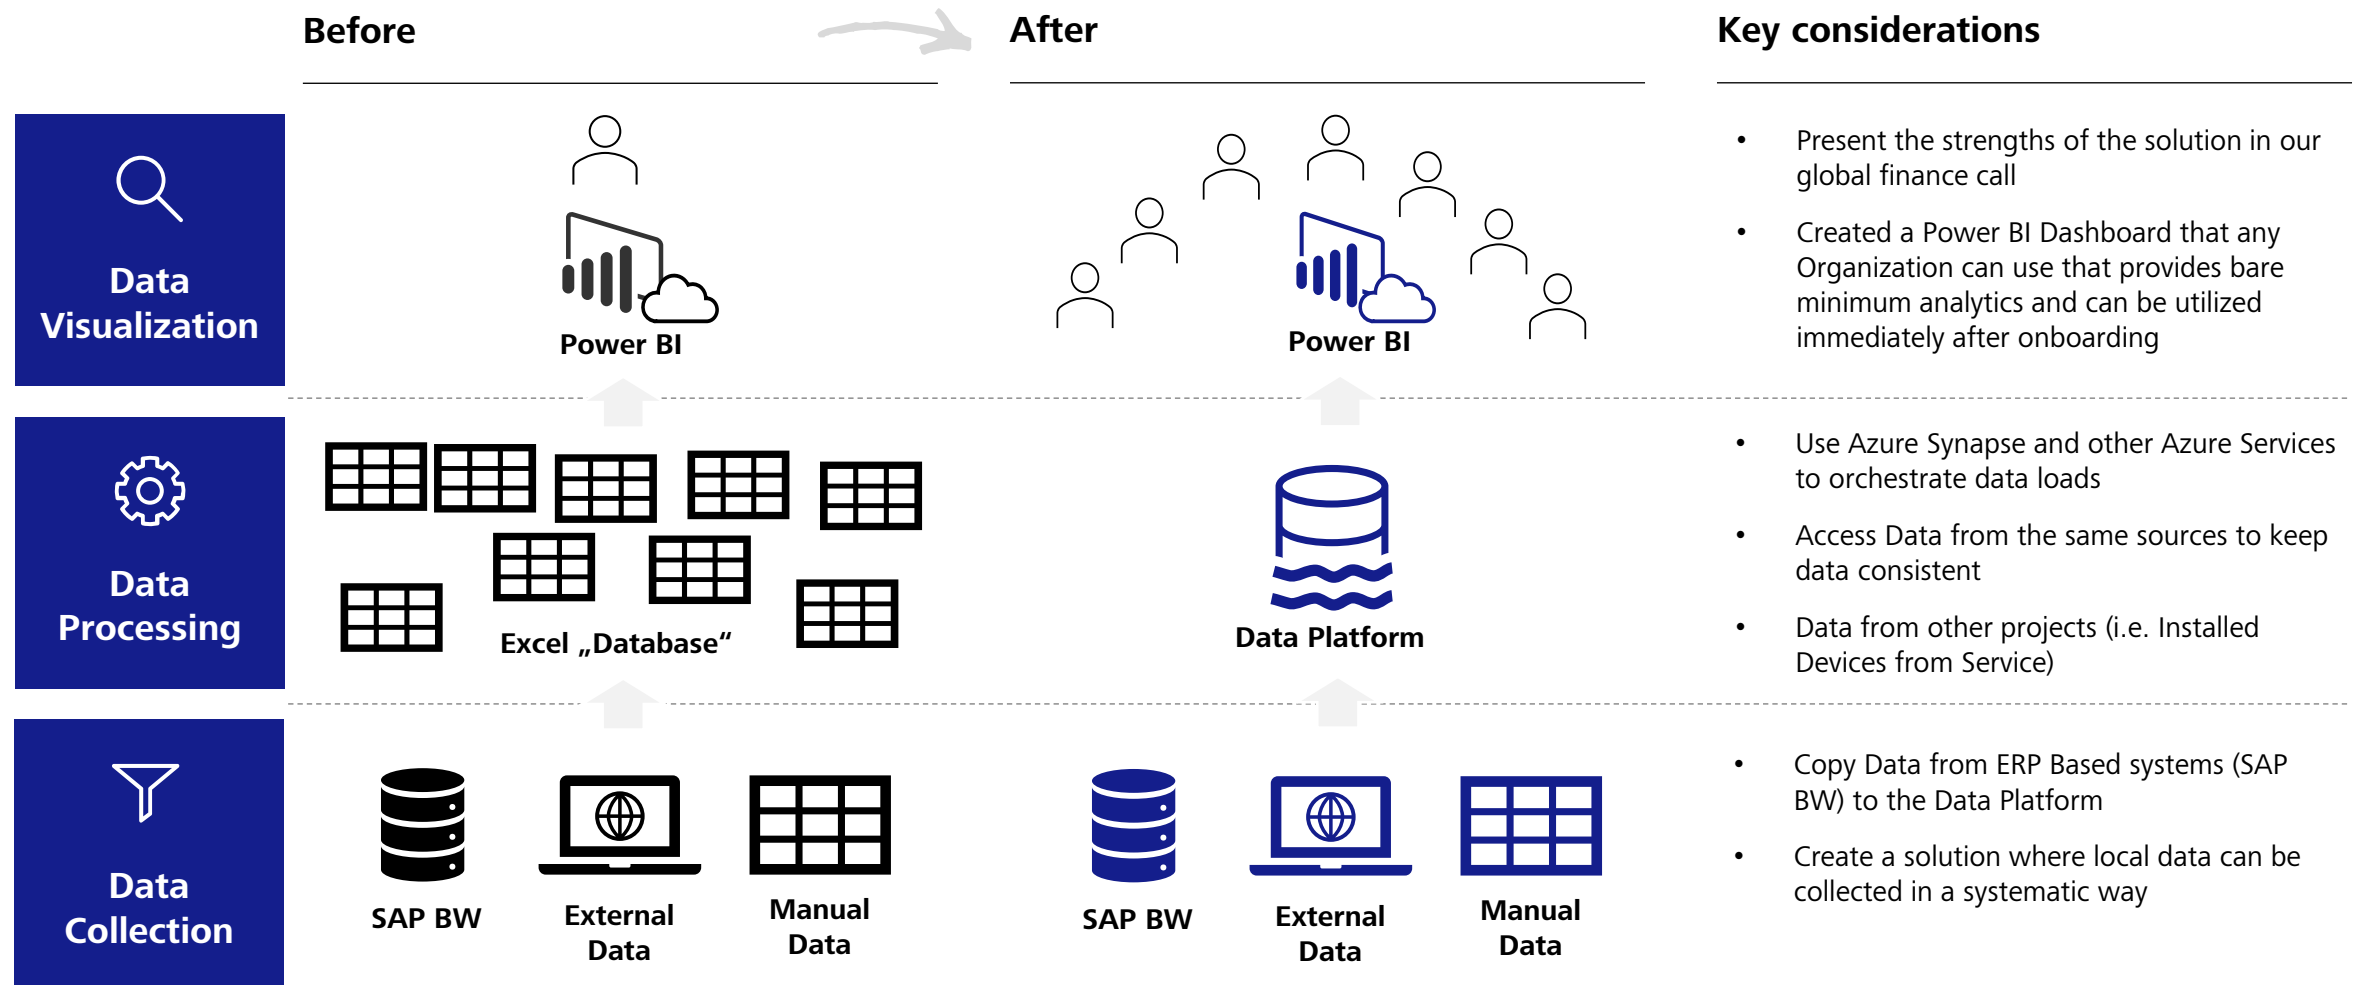 Before
After
Key considerations
Data
Visualization
Power BI
Power BI
• Present the strengths of the solution in our
global finance call
• Created a Power BI Dashboard that any
Organization can use that provides bare
minimum analytics and can be utilized
immediately after onboarding
Data
Processing
Excel „Database“
Data Platform
• Use Azure Synapse and other Azure Services
to orchestrate data loads
• Access Data from the same sources to keep
data consistent
• Data from other projects (i.e. Installed
Devices from Service)
Data
Collection
SAP BW
External
Data
Manual
Data
SAP BW
External
Data
Manual
Data
• Copy Data from ERP Based systems (SAP
BW) to the Data Platform
• Create a solution where local data can be
collected in a systematic way